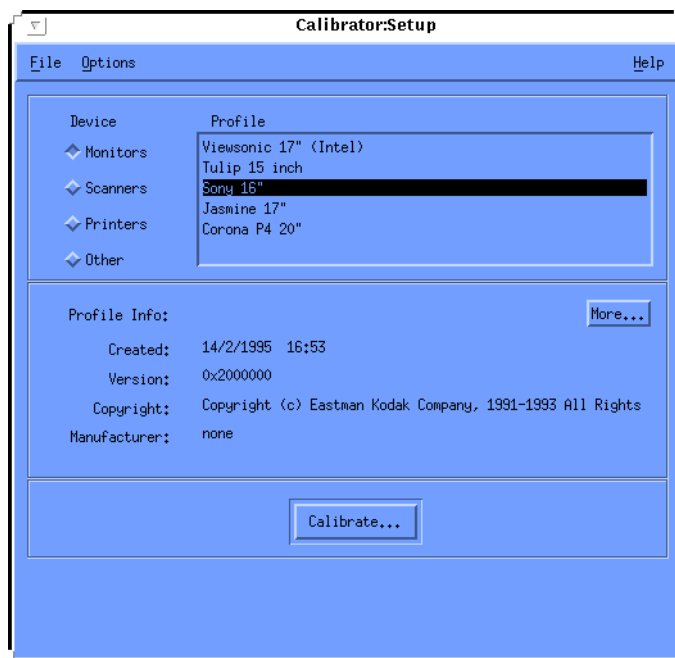 Calibrator:Setup
File Options Help
Device Profile
Monitors
Scanners
Printers
Other
Viewsonic 17" (Intel)
Tulip 15 inch
Sony 16"
Jasmine 17"
Corona P4 20"
Profile Info: More...
Created: 14/2/1995 16:53
Version: 0x2000000
Copyright: Copyright (c) Eastman Kodak Company, 1991-1993 All Rights
Manufacturer: none
Calibrate...